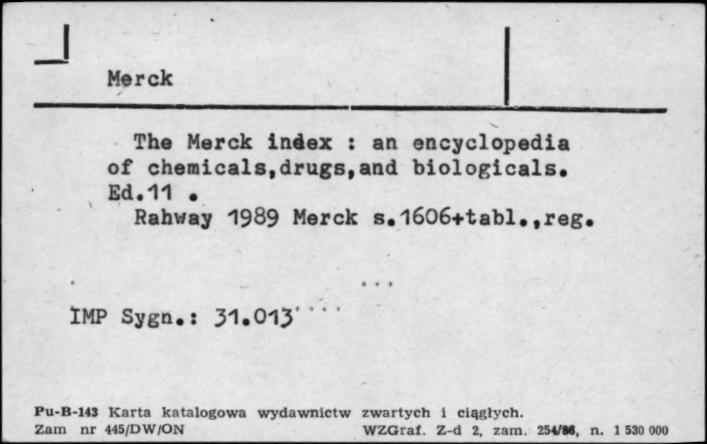 Merck
The Merck index : an encyclopedia
of chemicals,drugs,and biologicals.
Ed.11 .
Rahway 1989 Merck s.1606+tabl.,reg.
IMP Sygn.: 31.013
Pu-B-143 Karta katalogowa wydawnictw zwartych i ciągłych.
Zam nr 445/DW/ON WZGraf. Z-d 2, zam. 254/86, n. 1 530 000